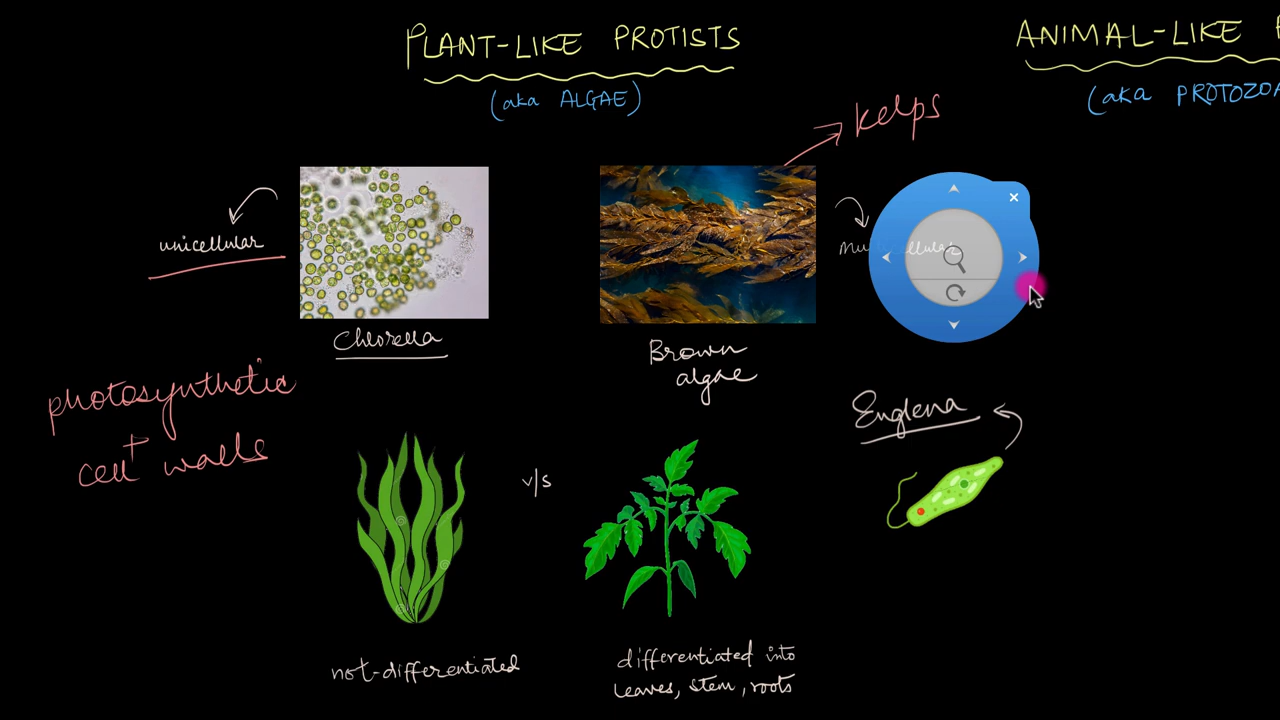 PLANT-LIKE PROTISTS
(aka ALGAE)
ANIMAL-LIKE
(aka PROTOZOA
kelps
unicellular
Chlorella
Brown
algae
photosynthetic
+
cell walls
Euglena
v/s
not-differentiated
differentiated into
leaves, stem, roots